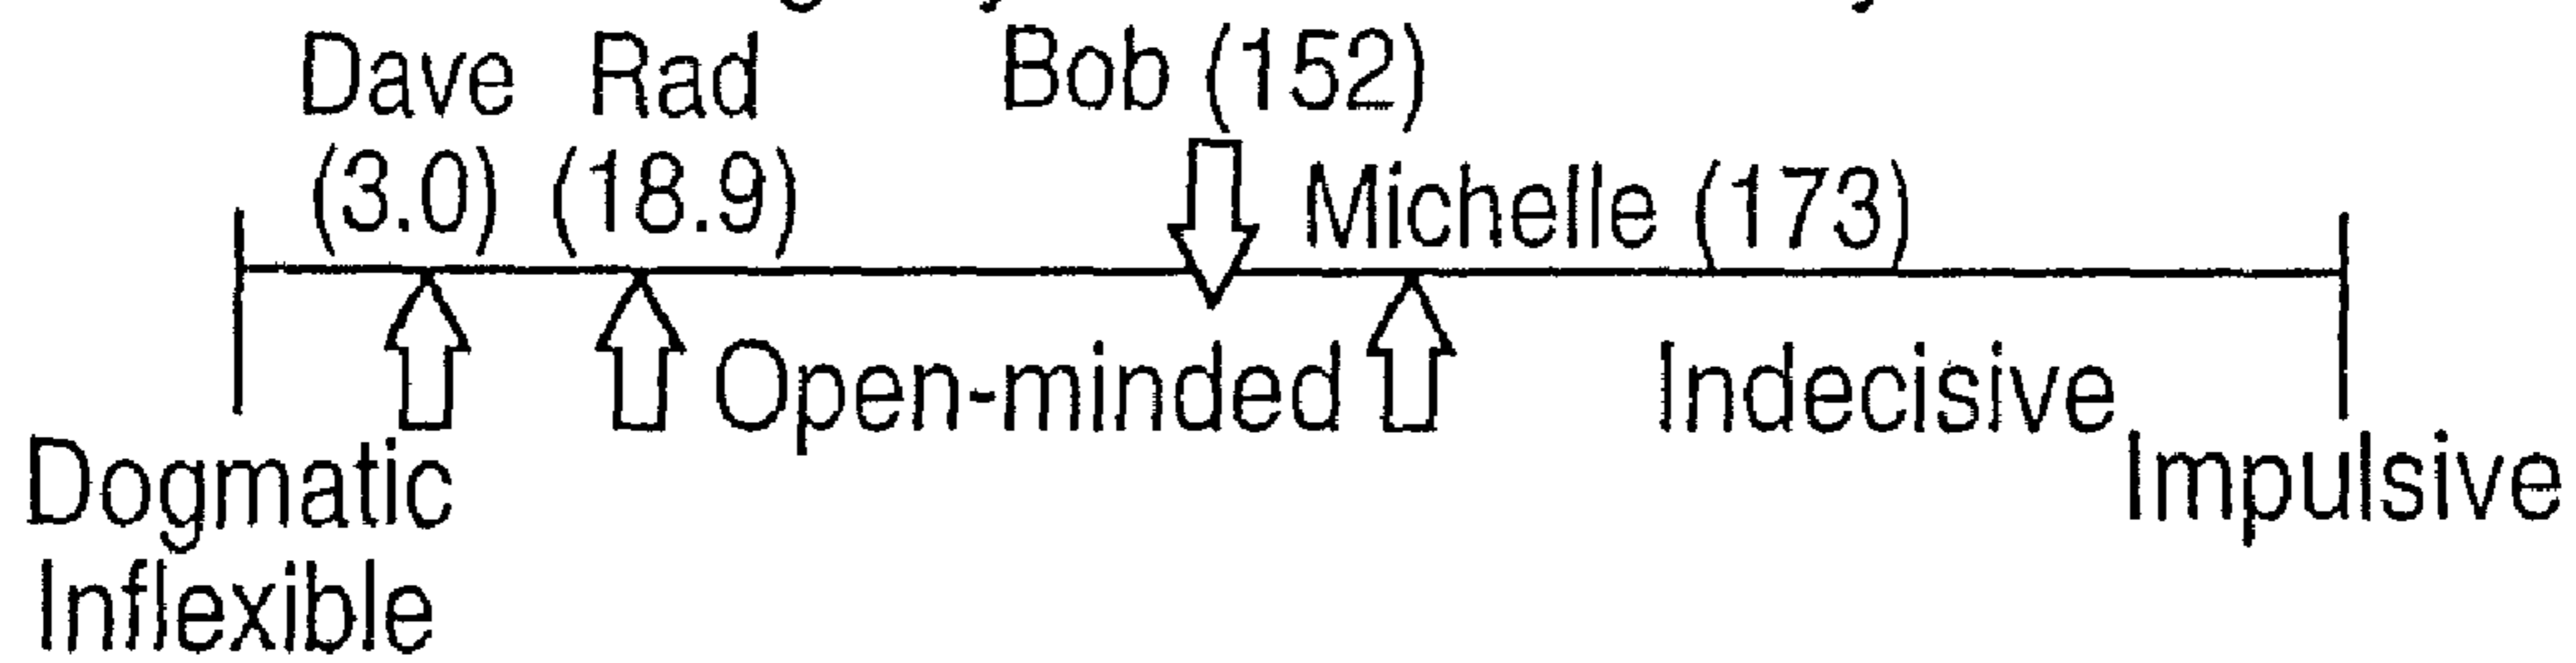 Dave Rad Bob (152)
(3.0) (18.9) Michelle (173)
Open-minded Indecisive
Dogmatic Impulsive
Inflexible